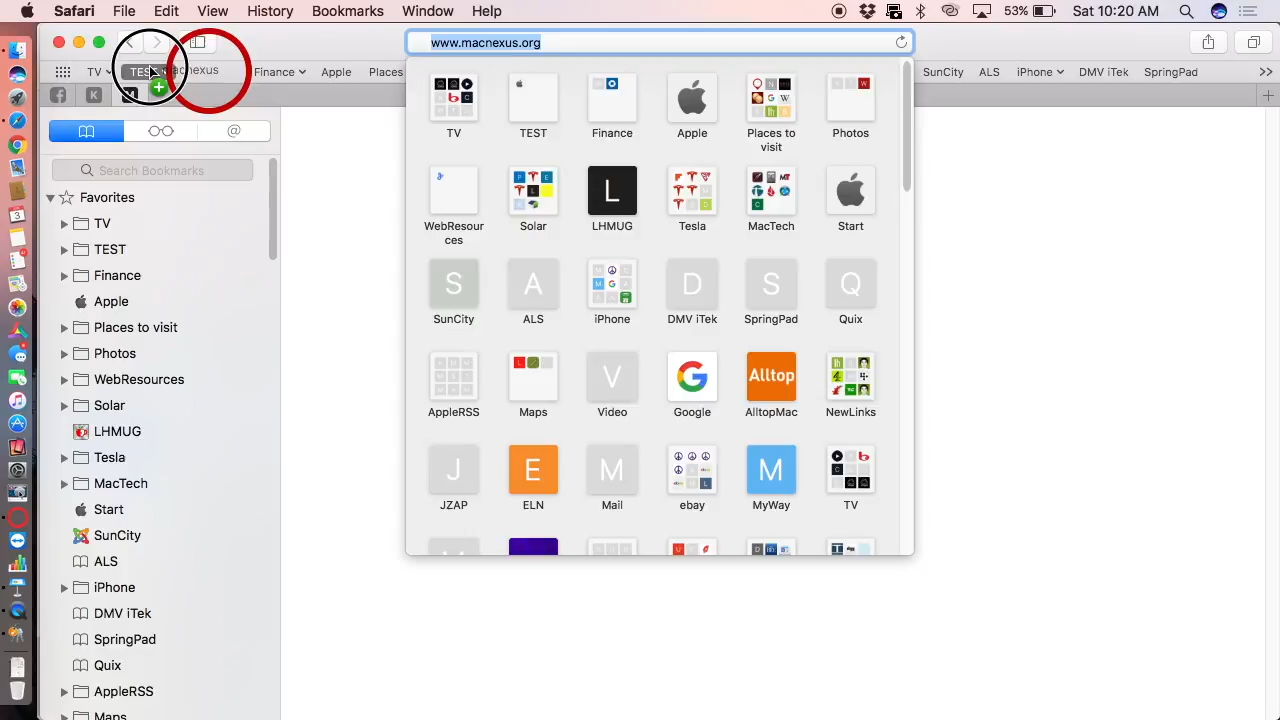 Safari File Edit View History Bookmarks Window Help 53% Sat 10:20 AM
www.macnexus.org
TV TEST Finance Apple Places SunCity ALS iPhone DMV iTek SpringPad
K M
@
Search Bookmarks
Favorites
TV
TEST
Finance
Apple
Places to visit
Photos
WebResources
Solar
LHMUG
Tesla
MacTech
Start
SunCity
ALS
iPhone
DMV iTek
SpringPad
Quix
AppleRSS
Maps
TV TEST Finance Apple Places to visit Photos
L
WebResources Solar LHMUG Tesla MacTech Start
S A D S Q
SunCity ALS iPhone DMV iTek SpringPad Quix
V G Alltop
AppleRSS Maps Video Google AlltopMac NewLinks
J E M M
JZAP ELN Mail ebay MyWay TV